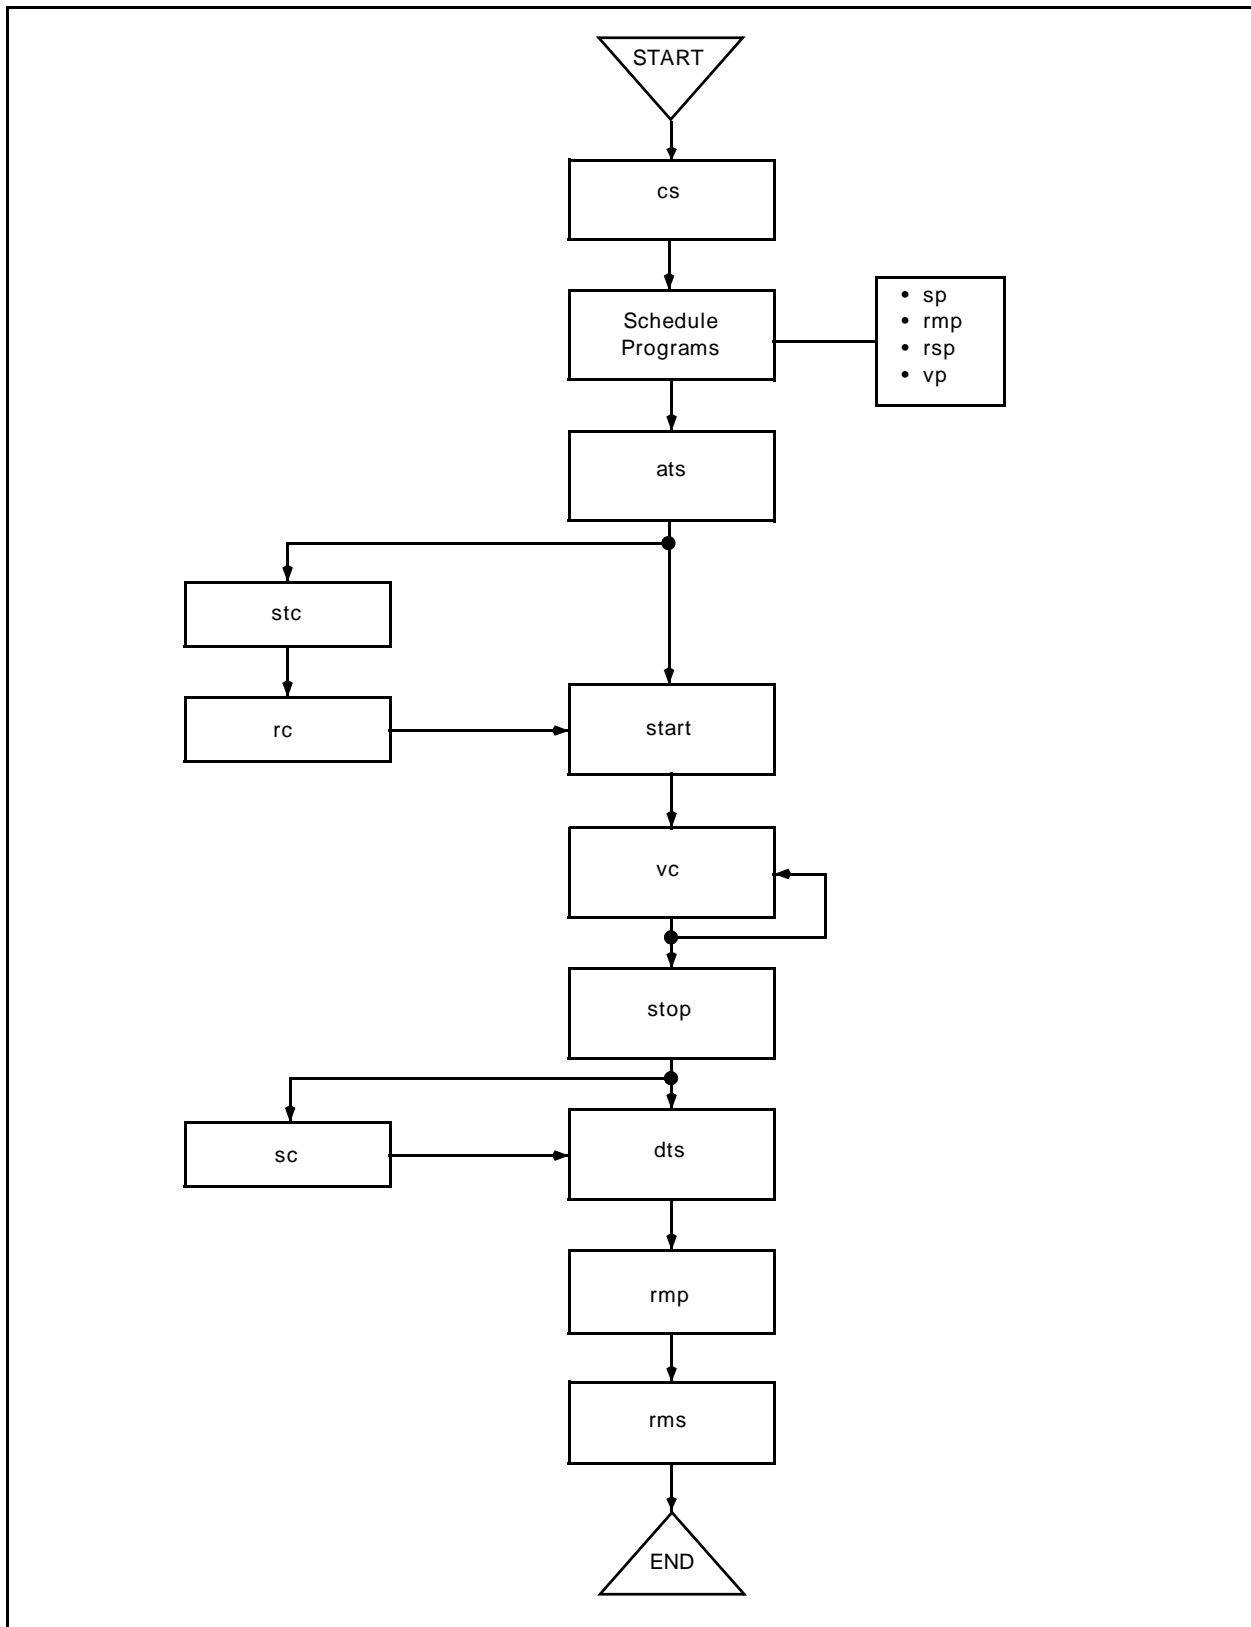 START
cs
Schedule
Programs
• sp
• rmp
• rsp
• vp
ats
stc
rc
start
vc
stop
sc
dts
rmp
rms
END